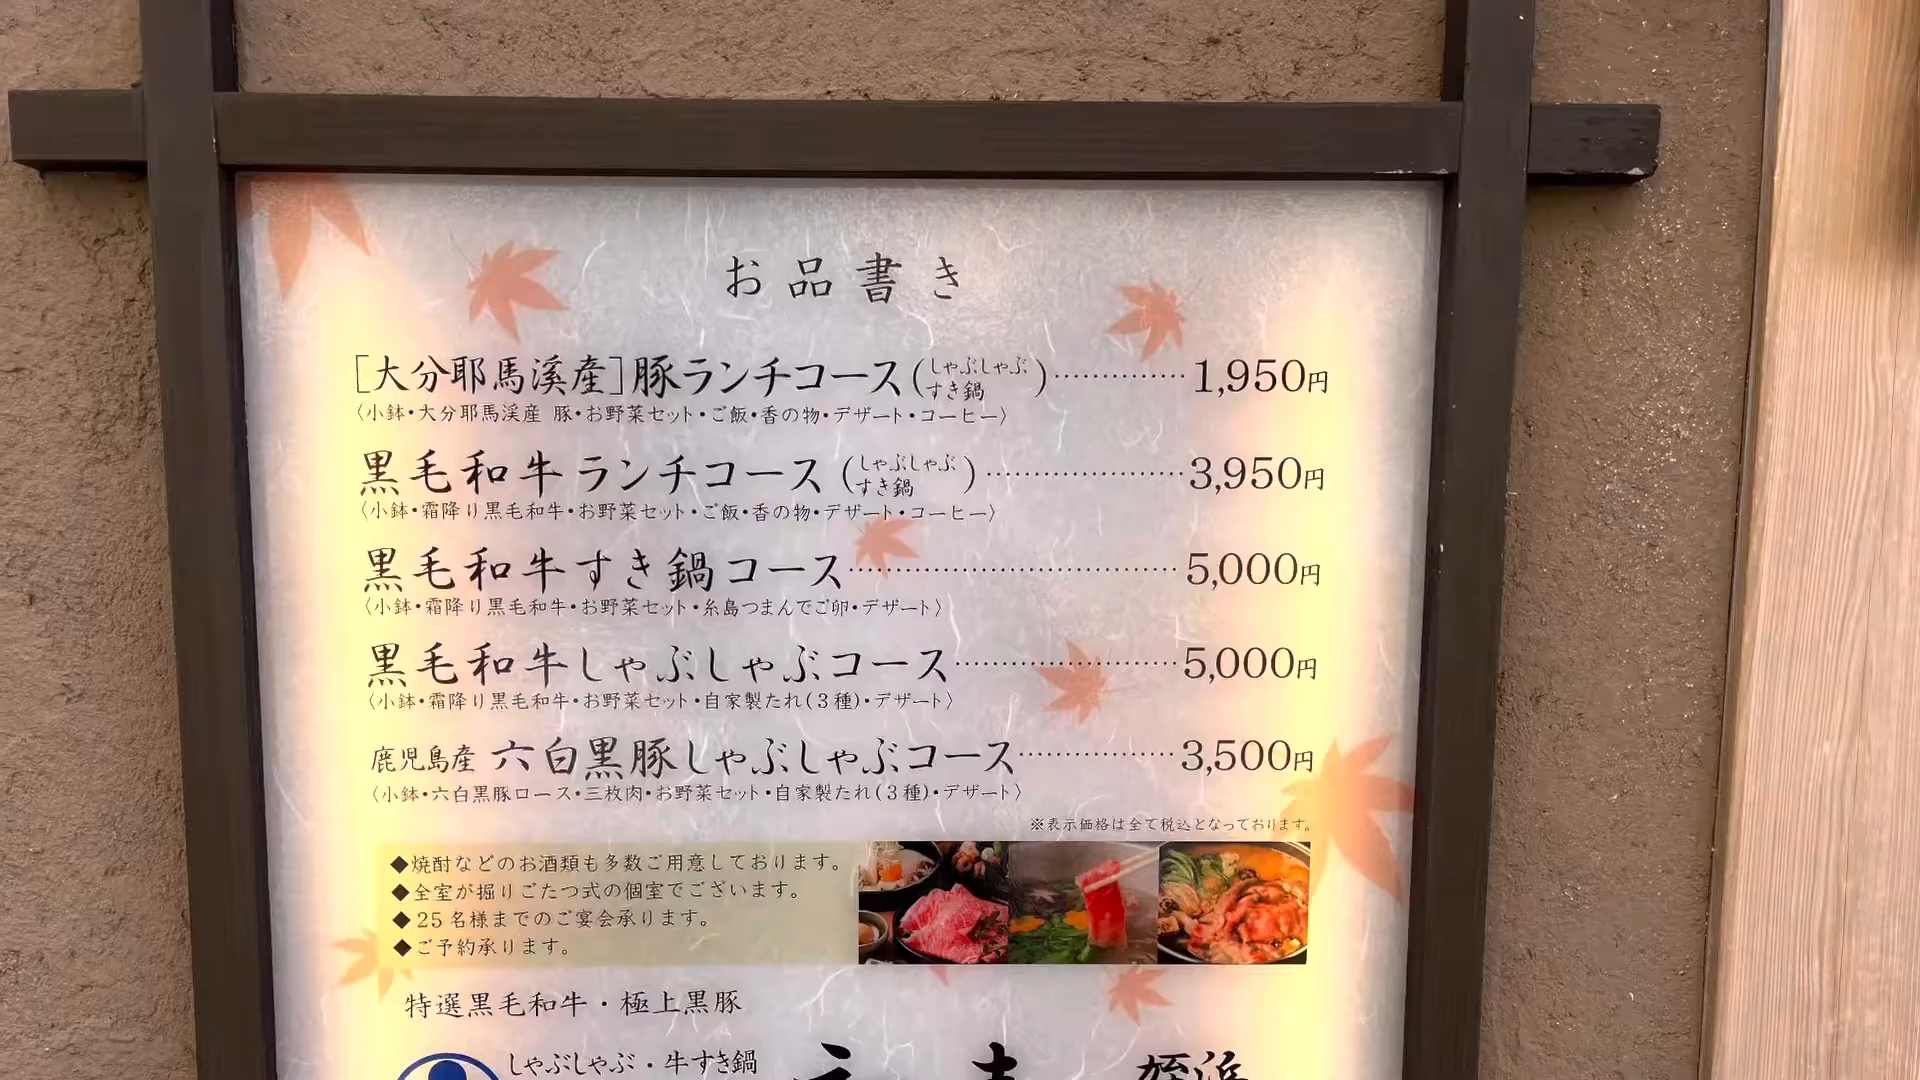 お品書き
[大分耶馬溪産]豚ランチコース(しゃぶしゃぶ すき鍋)……………1,950円
〈小鉢・大分耶馬渓産 豚・お野菜セット・ご飯・香の物・デザート・コーヒー〉
黒毛和牛ランチコース(しゃぶしゃぶ すき鍋)……………3,950円
〈小鉢・霜降り黒毛和牛・お野菜セット・ご飯・香の物・デザート・コーヒー〉
黒毛和牛すき鍋コース……………5,000円
〈小鉢・霜降り黒毛和牛・お野菜セット・糸島つまんでご卵・デザート〉
黒毛和牛しゃぶしゃぶコース……………5,000円
〈小鉢・霜降り黒毛和牛・お野菜セット・自家製たれ(3種)・デザート〉
鹿児島産 六白黒豚しゃぶしゃぶコース……………3,500円
〈小鉢・六白黒豚ロース・三枚肉・お野菜セット・自家製たれ(3種)・デザート〉
※表示価格は全て税込となっております。
◆焼酎などのお酒類も多数ご用意しております。
◆全室が掘りごたつ式の個室でございます。
◆25名様までのご宴会承ります。
◆ご予約承ります。
特選黒毛和牛・極上黒豚
しゃぶしゃぶ・牛すき鍋